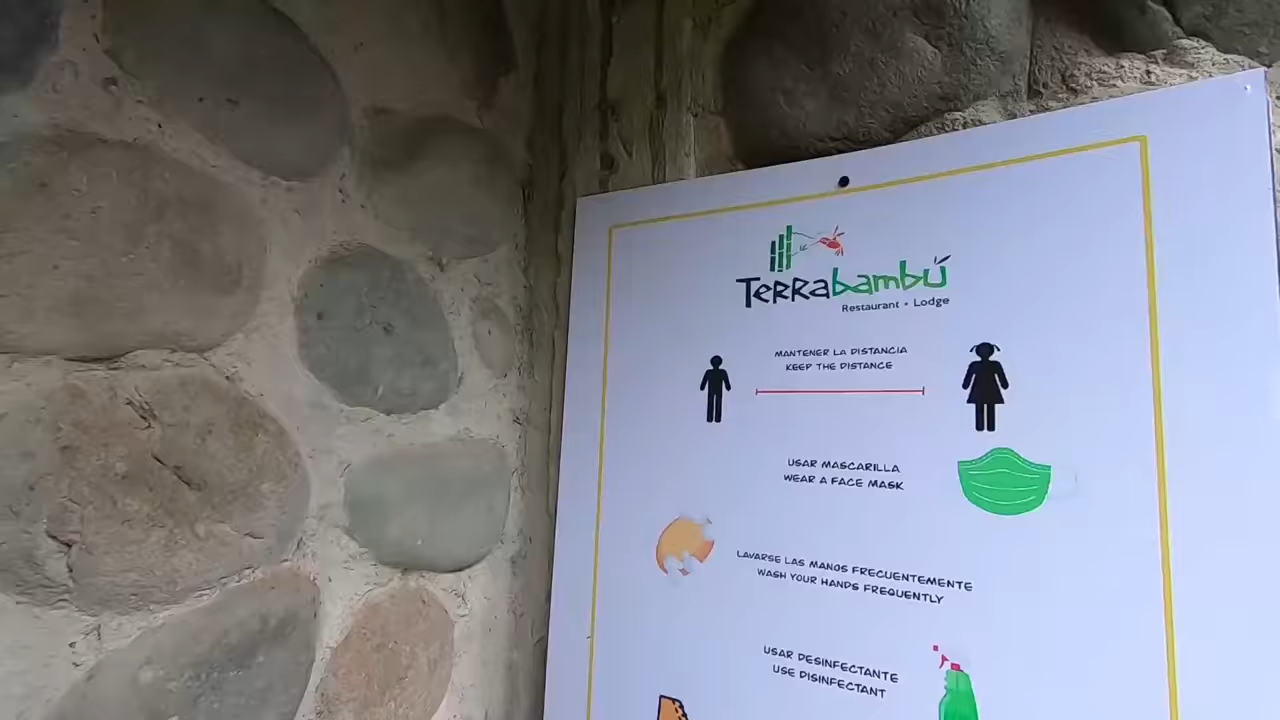 Terrabambú
Restaurant • Lodge
MANTENER LA DISTANCIA
KEEP THE DISTANCE
USAR MASCARILLA
WEAR A FACE MASK
LAVARSE LAS MANOS FRECUENTEMENTE
WASH YOUR HANDS FREQUENTLY
USAR DESINFECTANTE
USE DISINFECTANT